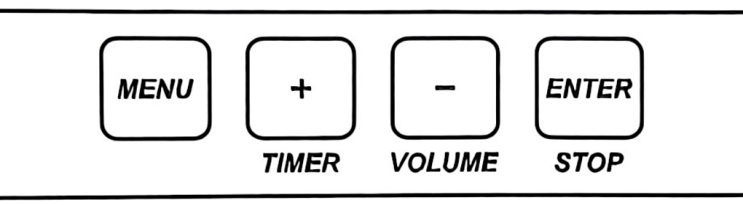 MENU + - ENTER
TIMER VOLUME STOP